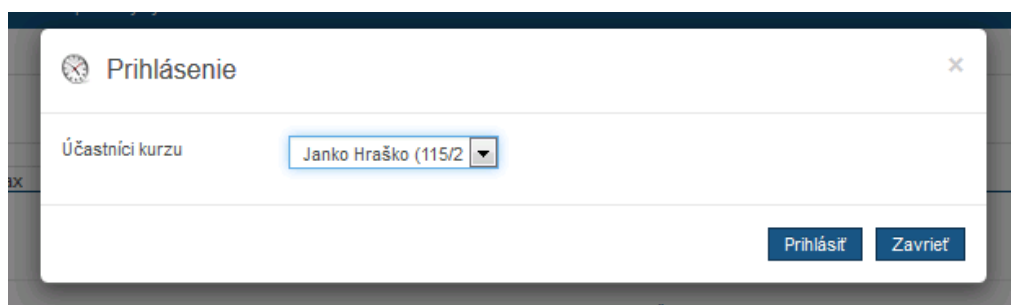 Prihlásenie
×
Účastníci kurzu
Janko Hraško (115/2
Prihlásiť
Zavrieť